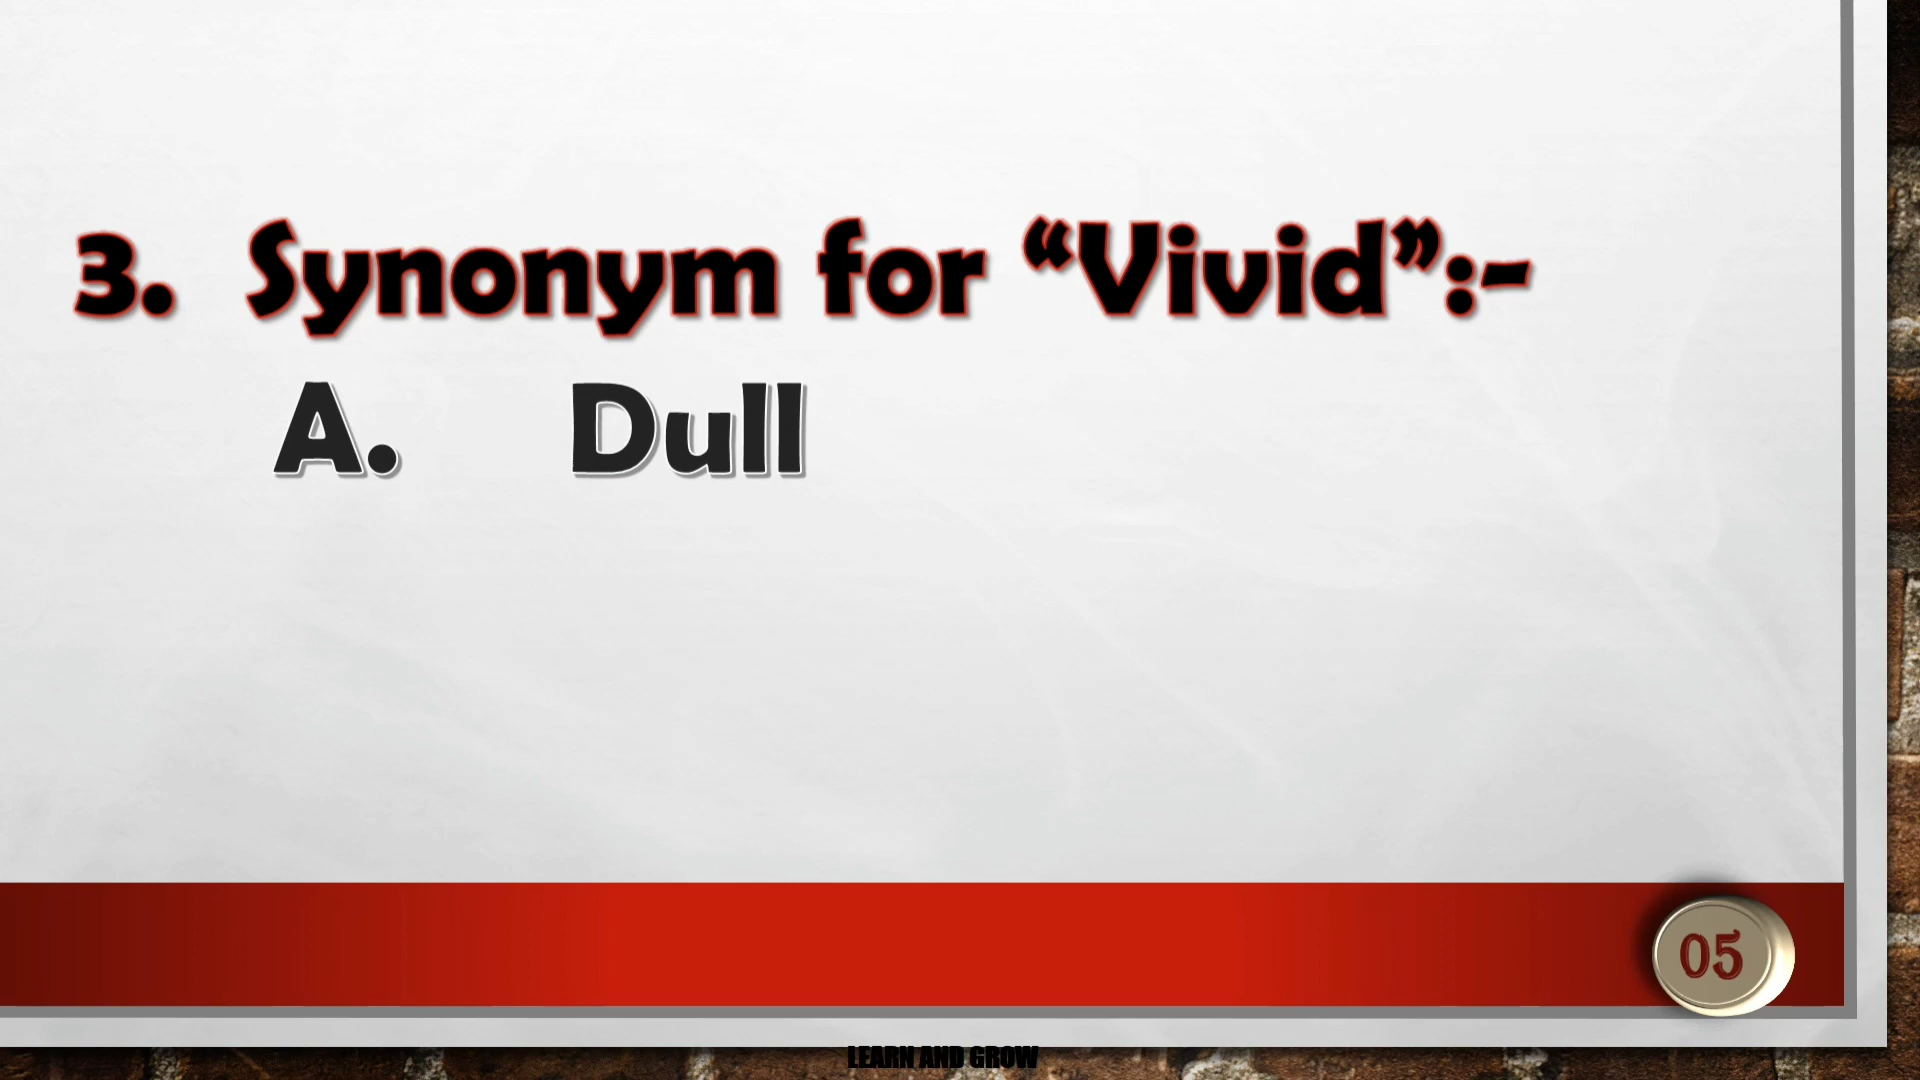 3. Synonym for “Vivid”:-
A. Dull
05
LEARN AND GROW